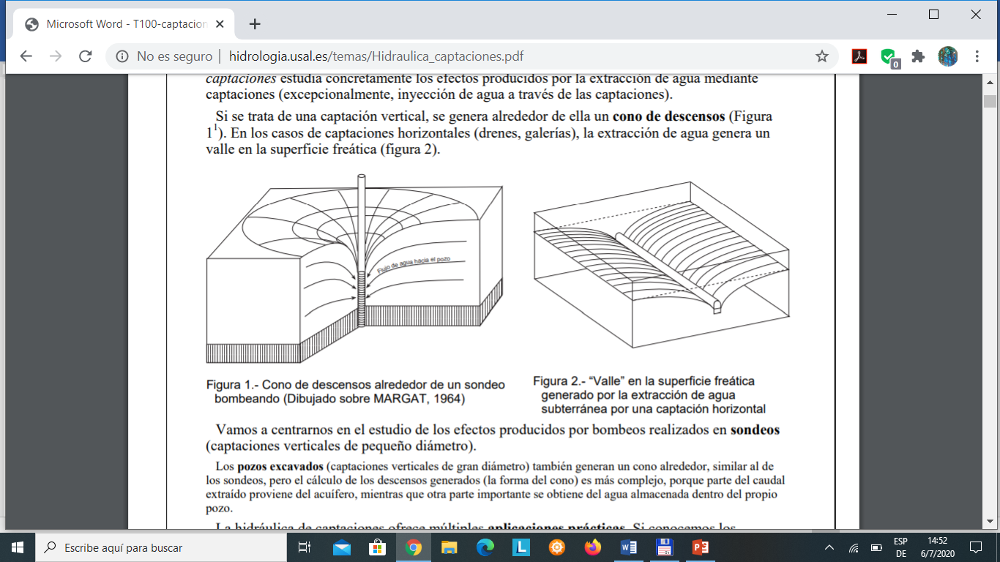 Microsoft Word - T100-captacion
No es seguro | hidrologia.usal.es/temas/Hidraulica_captaciones.pdf
0
captaciones estudia concretamente los efectos producidos por la extracción de agua mediante
captaciones (excepcionalmente, inyección de agua a través de las captaciones).
Si se trata de una captación vertical, se genera alrededor de ella un cono de descensos (Figura
1¹). En los casos de captaciones horizontales (drenes, galerías), la extracción de agua genera un
valle en la superficie freática (figura 2).
Flujo de agua hacia el pozo
Figura 1.- Cono de descensos alrededor de un sondeo
bombeando (Dibujado sobre MARGAT, 1964)
Figura 2.- “Valle” en la superficie freática
generado por la extracción de agua
subterránea por una captación horizontal
Vamos a centrarnos en el estudio de los efectos producidos por bombeos realizados en sondeos
(captaciones verticales de pequeño diámetro).
Los pozos excavados (captaciones verticales de gran diámetro) también generan un cono alrededor, similar al de
los sondeos, pero el cálculo de los descensos generados (la forma del cono) es más complejo, porque parte del caudal
extraído proviene del acuífero, mientras que otra parte importante se obtiene del agua almacenada dentro del propio
pozo.
La hidráulica de captaciones ofrece múltiples aplicaciones prácticas. Si conocemos los
Escribe aquí para buscar
L
ESP
DE
14:52
6/7/2020